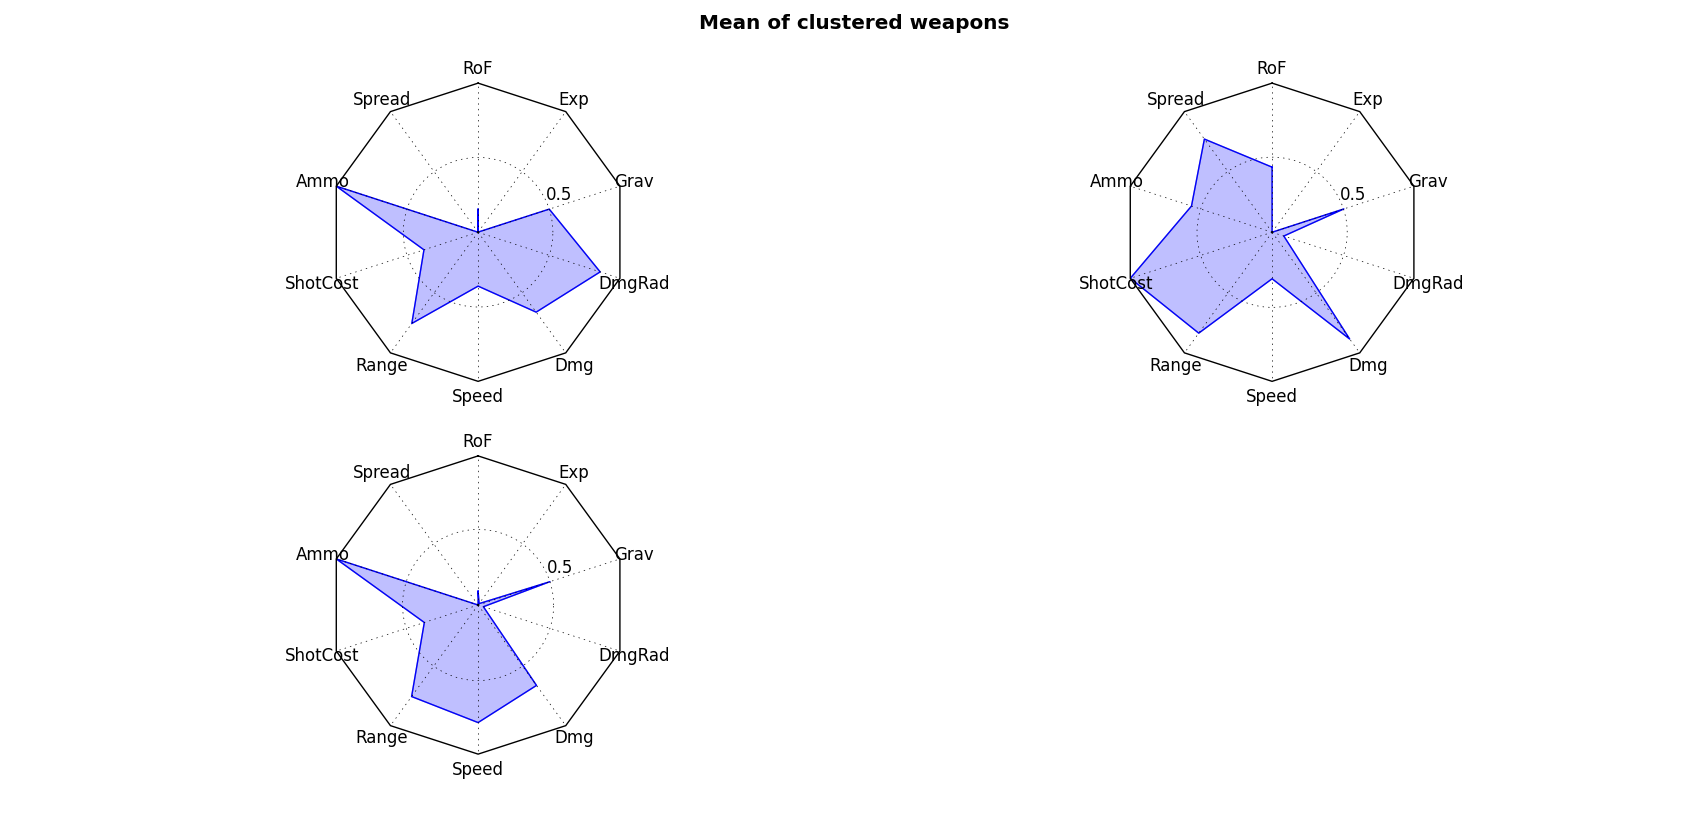 Mean of clustered weapons
RoF
Spread
Exp
Ammo
Grav
0.5
ShotCost
DmgRad
Range
Dmg
Speed
RoF
Spread
Exp
Ammo
Grav
0.5
ShotCost
DmgRad
Range
Dmg
Speed
RoF
Spread
Exp
Ammo
Grav
0.5
ShotCost
DmgRad
Range
Dmg
Speed